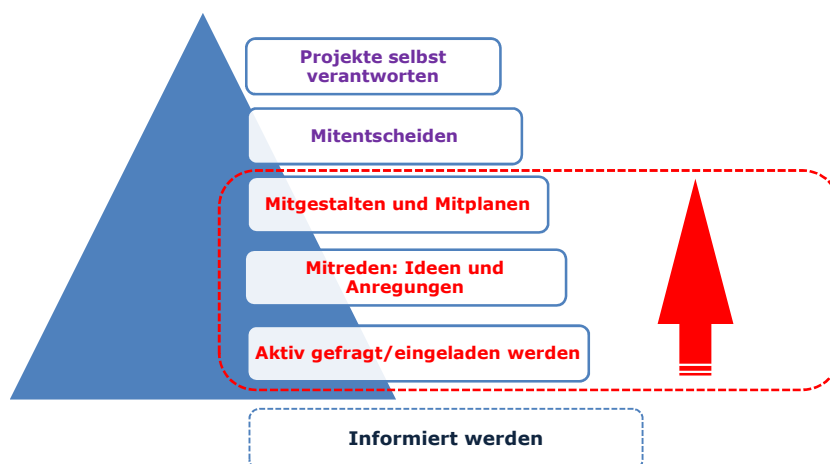 Projekte selbst
verantworten
Mitentscheiden
Mitgestalten und Mitplanen
Mitreden: Ideen und
Anregungen
Aktiv gefragt/eingeladen werden
Informiert werden